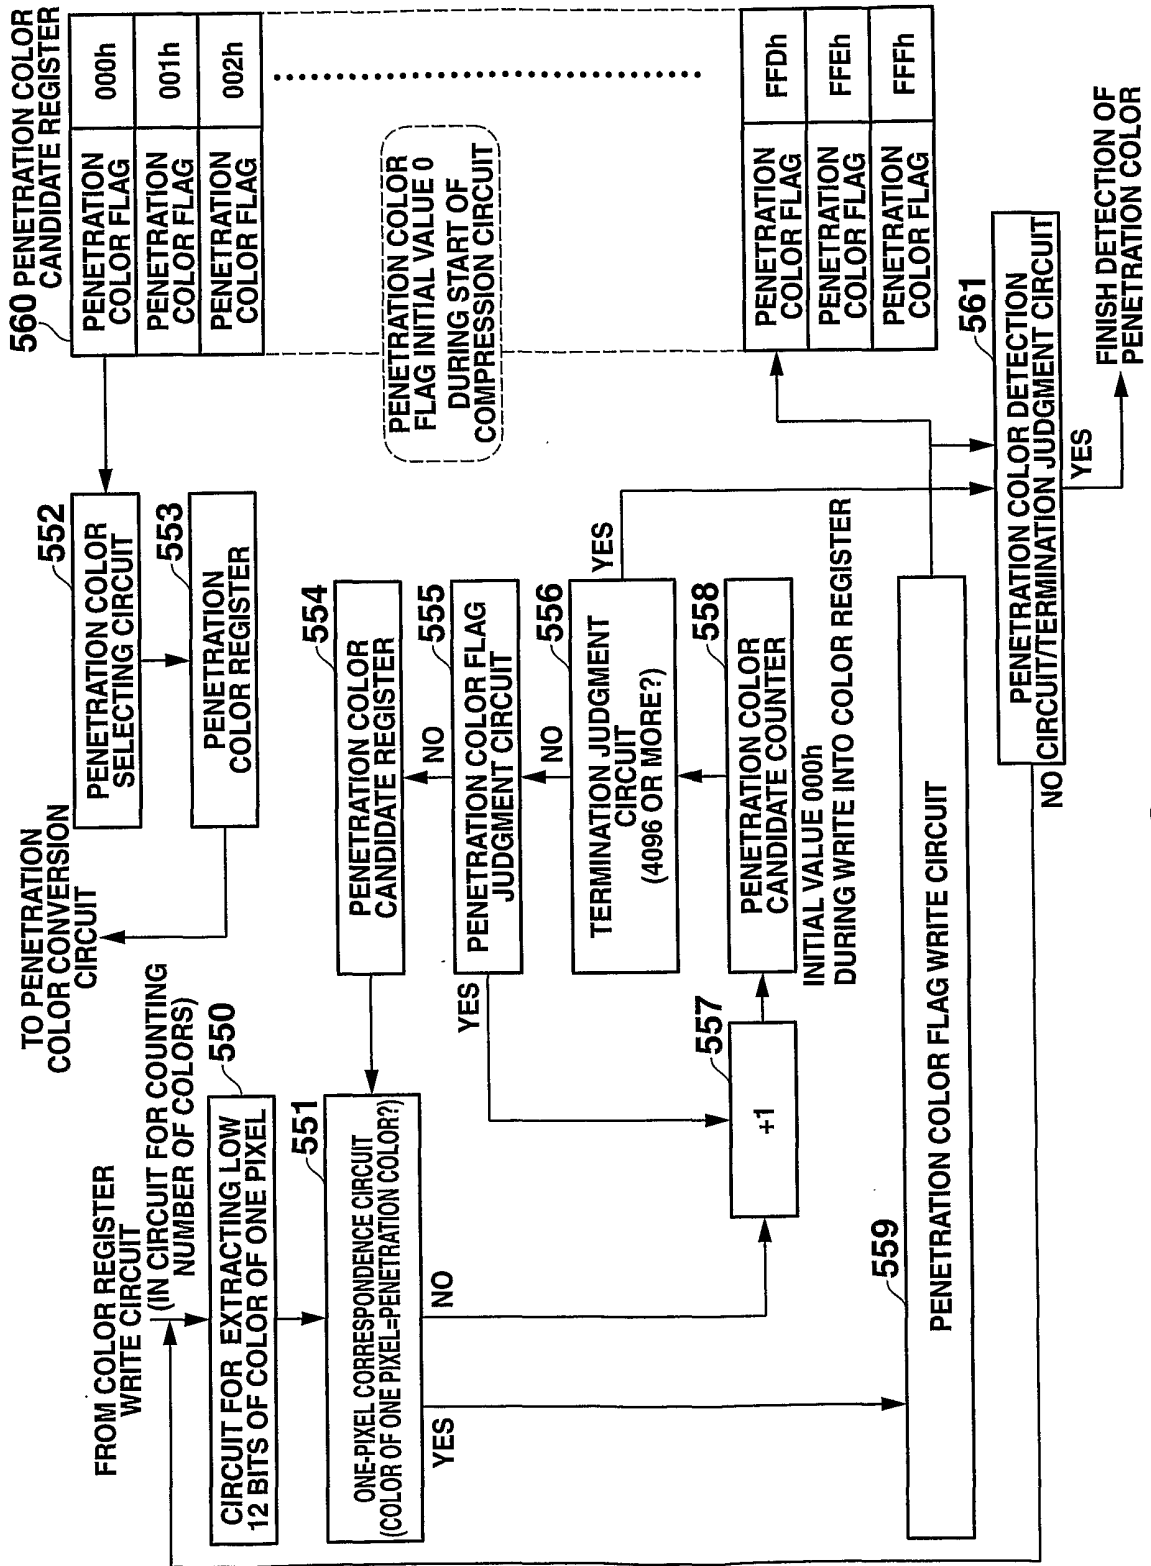 FROM COLOR REGISTER
WRITE CIRCUIT
(IN CIRCUIT FOR COUNTING
NUMBER OF COLORS)
550
CIRCUIT FOR EXTRACTING LOW
12 BITS OF COLOR OF ONE PIXEL
551
ONE-PIXEL CORRESPONDENCE CIRCUIT
(COLOR OF ONE PIXEL=PENETRATION COLOR?)
YES
NO
TO PENETRATION
COLOR CONVERSION
CIRCUIT
552
PENETRATION COLOR
SELECTING CIRCUIT
553
PENETRATION
COLOR REGISTER
554
PENETRATION COLOR
CANDIDATE REGISTER
NO
555
PENETRATION COLOR FLAG
JUDGMENT CIRCUIT
YES
NO
556
TERMINATION JUDGMENT
CIRCUIT
(4096 OR MORE?)
YES
557
+1
558
PENETRATION COLOR
CANDIDATE COUNTER
INITIAL VALUE 000h
DURING WRITE INTO COLOR REGISTER
559
PENETRATION COLOR FLAG WRITE CIRCUIT
560 PENETRATION COLOR
CANDIDATE REGISTER
PENETRATION
COLOR FLAG
000h
PENETRATION
COLOR FLAG
001h
PENETRATION
COLOR FLAG
002h
PENETRATION COLOR
FLAG INITIAL VALUE 0
DURING START OF
COMPRESSION CIRCUIT
PENETRATION
COLOR FLAG
FFDh
PENETRATION
COLOR FLAG
FFEh
PENETRATION
COLOR FLAG
FFFh
561
PENETRATION COLOR DETECTION
CIRCUIT/TERMINATION JUDGMENT CIRCUIT
NO
YES
FINISH DETECTION OF
PENETRATION COLOR